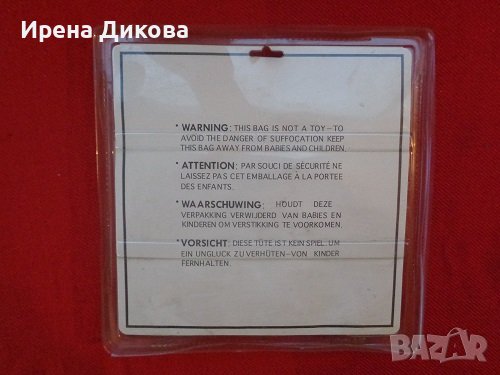 Ирена Дикова
* WARNING: THIS BAG IS NOT A TOY—TO
AVOID THE DANGER OF SUFFOCATION KEEP
THIS BAG AWAY FROM BABIES AND CHILDREN.
* ATTENTION: PAR SOUCI DE SÉCURITÉ NE
LAISSEZ PAS CET EMBALLAGE À LA PORTEE
DES ENFANTS.
* WAARSCHUWING: HOUDT DEZE
VERPAKKING VERWIJDERD VAN BABIES EN
KINDEREN OM VERSTIKKING TE VOORKOMEN.
* VORSICHT: DIESE TÜTE IST KEIN SPIEL, UM
EIN UNGLUCK ZU VERHÜTEN—VON KINDER
FERNHALTEN.
BAZAR